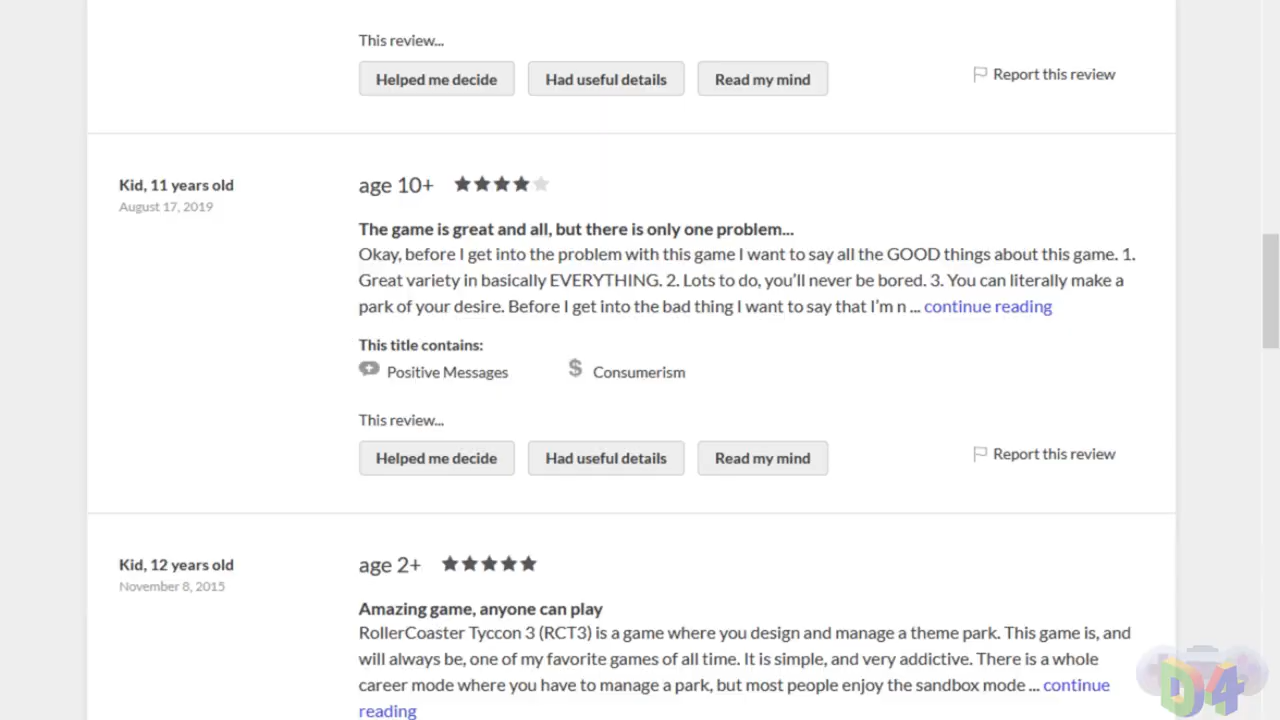 This review...
Helped me decide
Had useful details
Read my mind
Report this review
Kid, 11 years old
August 17, 2019
age 10+
The game is great and all, but there is only one problem...
Okay, before I get into the problem with this game I want to say all the GOOD things about this game. 1.
Great variety in basically EVERYTHING. 2. Lots to do, you'll never be bored. 3. You can literally make a
park of your desire. Before I get into the bad thing I want to say that I'm n ... continue reading
This title contains:
Positive Messages
$ Consumerism
This review...
Helped me decide
Had useful details
Read my mind
Report this review
Kid, 12 years old
November 8, 2015
age 2+
Amazing game, anyone can play
RollerCoaster Tyccon 3 (RCT3) is a game where you design and manage a theme park. This game is, and
will always be, one of my favorite games of all time. It is simple, and very addictive. There is a whole
career mode where you have to manage a park, but most people enjoy the sandbox mode ... continue
reading
D4